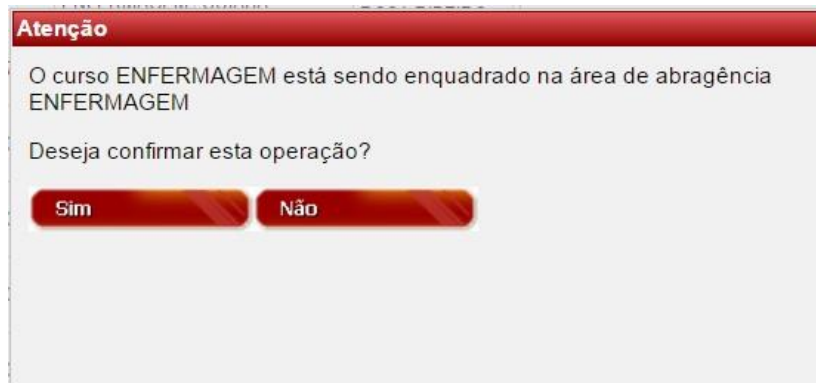 Atenção
O curso ENFERMAGEM está sendo enquadrado na área de abragência
ENFERMAGEM
Deseja confirmar esta operação?
Sim Não